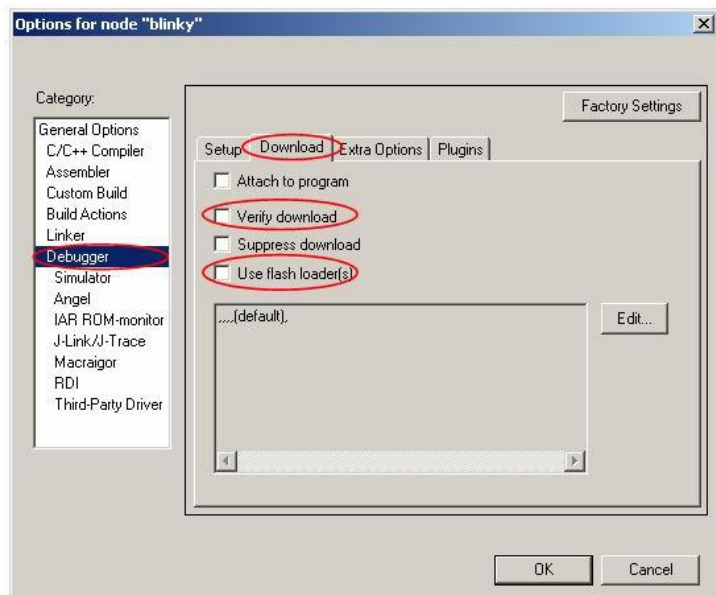 Options for node "blinky"
Category:
General Options
C/C++ Compiler
Assembler
Custom Build
Build Actions
Linker
Debugger
Simulator
Angel
IAR ROM-monitor
J-Link/J-Trace
Macraigor
RDI
Third-Party Driver
Factory Settings
Setup Download Extra Options Plugins
Attach to program
Verify download
Suppress download
Use flash loader(s)
,,,,(default),
Edit...
OK Cancel